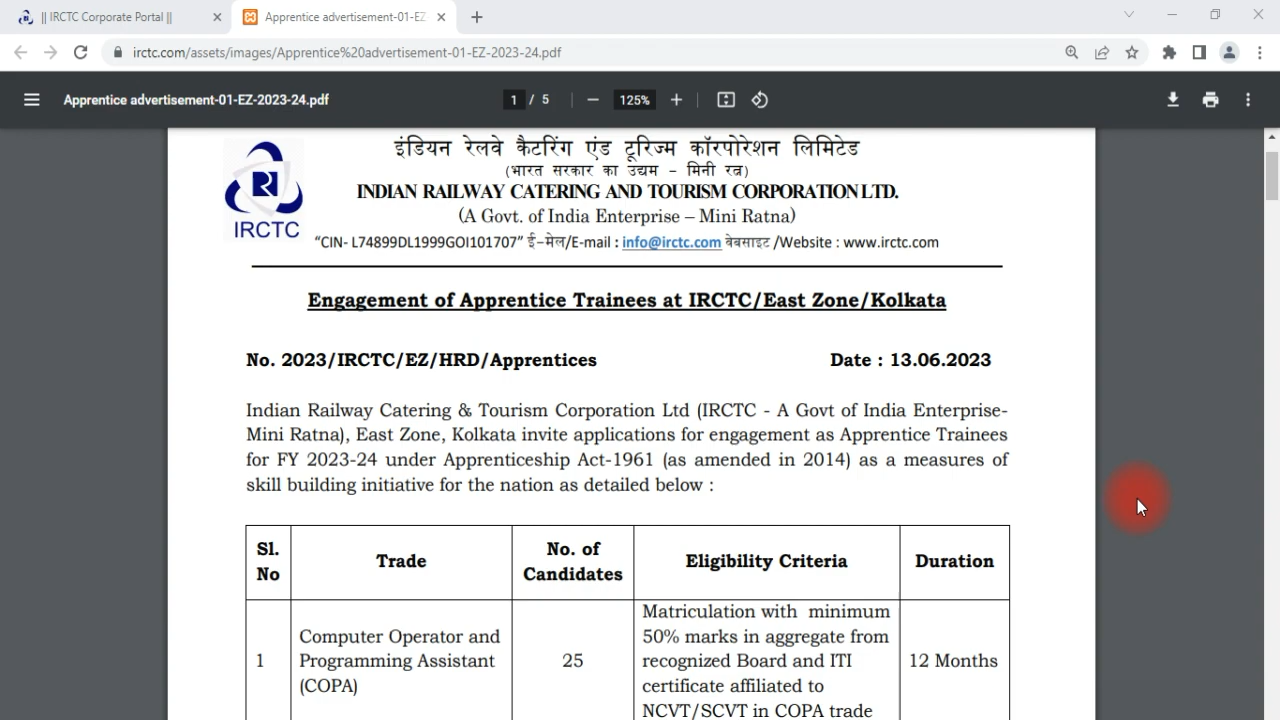 || IRCTC Corporate Portal ||
Apprentice advertisement-01-EZ
irctc.com/assets/images/Apprentice%20advertisement-01-EZ-2023-24.pdf
Apprentice advertisement-01-EZ-2023-24.pdf
1 / 5
125%
इंडियन रेलवे कैटरिंग एंड टूरिज्म कॉरपोरेशन लिमिटेड
(भारत सरकार का उद्यम - मिनी रत्न)
INDIAN RAILWAY CATERING AND TOURISM CORPORATION LTD.
(A Govt. of India Enterprise – Mini Ratna)
IRCTC
“CIN- L74899DL1999GOI101707” ई-मेल/E-mail : info@irctc.com वेबसाइट /Website : www.irctc.com
Engagement of Apprentice Trainees at IRCTC/East Zone/Kolkata
No. 2023/IRCTC/EZ/HRD/Apprentices Date : 13.06.2023
Indian Railway Catering & Tourism Corporation Ltd (IRCTC - A Govt of India Enterprise-
Mini Ratna), East Zone, Kolkata invite applications for engagement as Apprentice Trainees
for FY 2023-24 under Apprenticeship Act-1961 (as amended in 2014) as a measures of
skill building initiative for the nation as detailed below :
Sl. No
Trade
No. of Candidates
Eligibility Criteria
Duration
1
Computer Operator and
Programming Assistant
(COPA)
25
Matriculation with minimum
50% marks in aggregate from
recognized Board and ITI
certificate affiliated to
NCVT/SCVT in COPA trade
12 Months